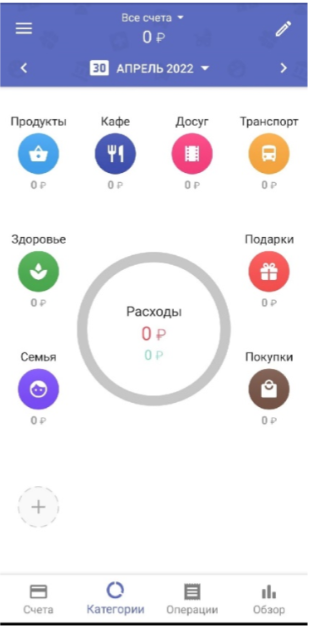 Все счета
0 ₽
30 АПРЕЛЬ 2022
Продукты Кафе Досуг Транспорт
0 ₽ 0 ₽ 0 ₽ 0 ₽
Здоровье Подарки
0 ₽ 0 ₽
Расходы
0 ₽
0 ₽
Семья Покупки
0 ₽ 0 ₽
+
Счета Категории Операции Обзор